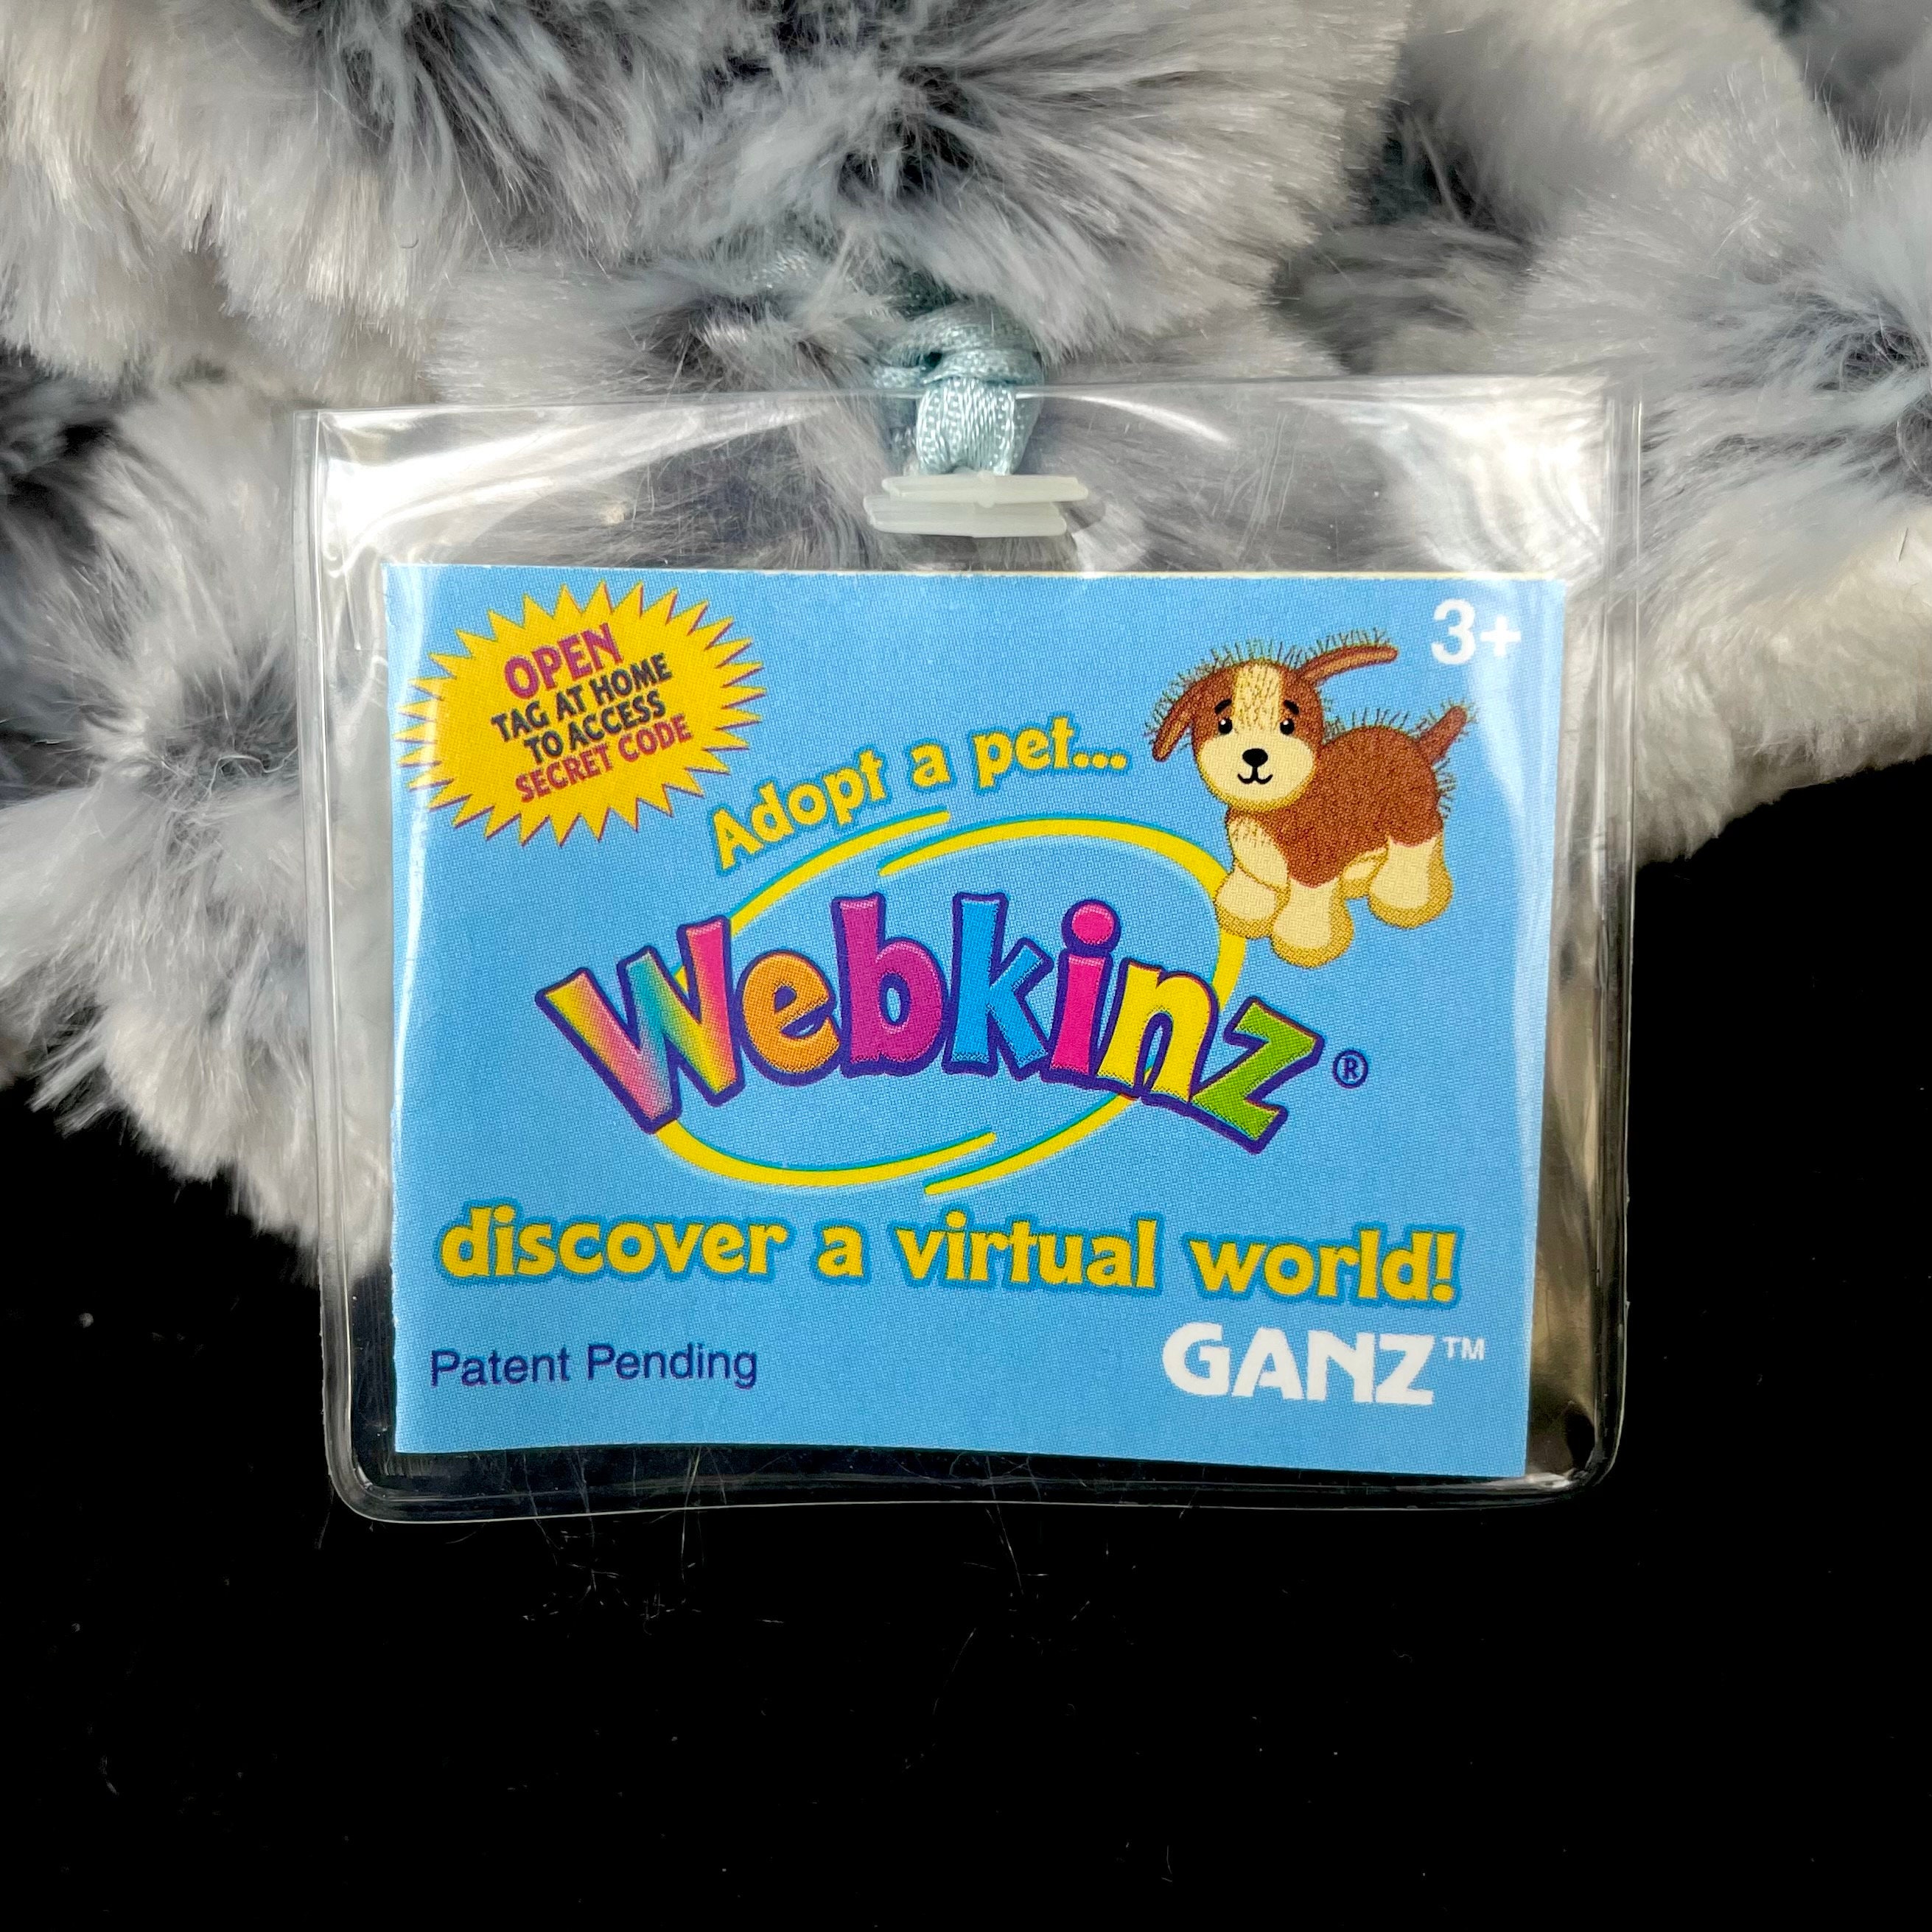 OPEN
TAG AT HOME
TO ACCESS
SECRET CODE
3+
Adopt a pet...
Webkinz®
discover a virtual world!
Patent Pending
GANZ™